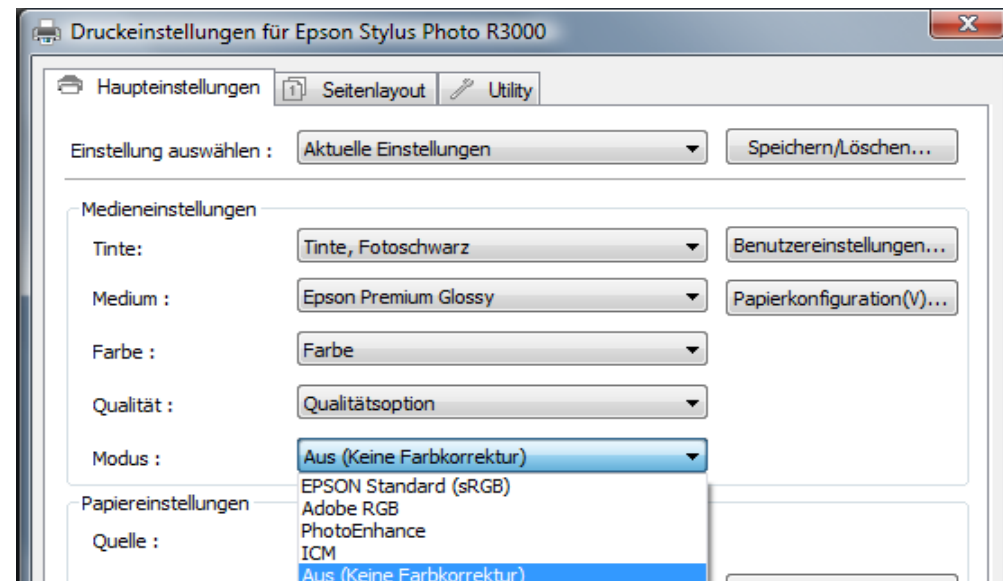 Druckeinstellungen für Epson Stylus Photo R3000
Haupteinstellungen
Seitenlayout
Utility
Einstellung auswählen :
Aktuelle Einstellungen
Speichern/Löschen...
Medieneinstellungen
Tinte:
Tinte, Fotoschwarz
Benutzereinstellungen...
Medium :
Epson Premium Glossy
Papierkonfiguration(V)...
Farbe :
Farbe
Qualität :
Qualitätsoption
Modus :
Aus (Keine Farbkorrektur)
EPSON Standard (sRGB)
Papiereinstellungen
Adobe RGB
PhotoEnhance
Quelle :
ICM
Aus (Keine Farbkorrektur)